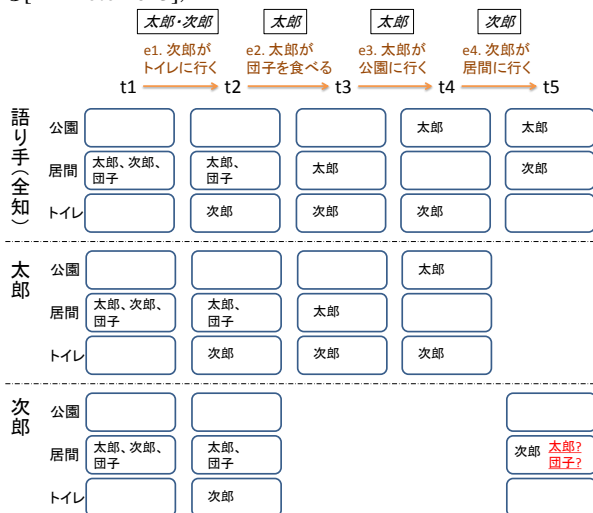 太郎・次郎
太郎
太郎
次郎
e1. 次郎が
トイレに行く
e2. 太郎が
団子を食べる
e3. 太郎が
公園に行く
e4. 次郎が
居間に行く
t1
t2
t3
t4
t5
語り手(全知)
公園
太郎
太郎
居間
太郎、次郎、
団子
太郎、
団子
太郎
次郎
トイレ
次郎
次郎
次郎
太郎
公園
太郎
居間
太郎、次郎、
団子
太郎、
団子
太郎
トイレ
次郎
次郎
次郎
次郎
公園
居間
太郎、次郎、
団子
太郎、
団子
次郎
太郎?
団子?
トイレ
次郎